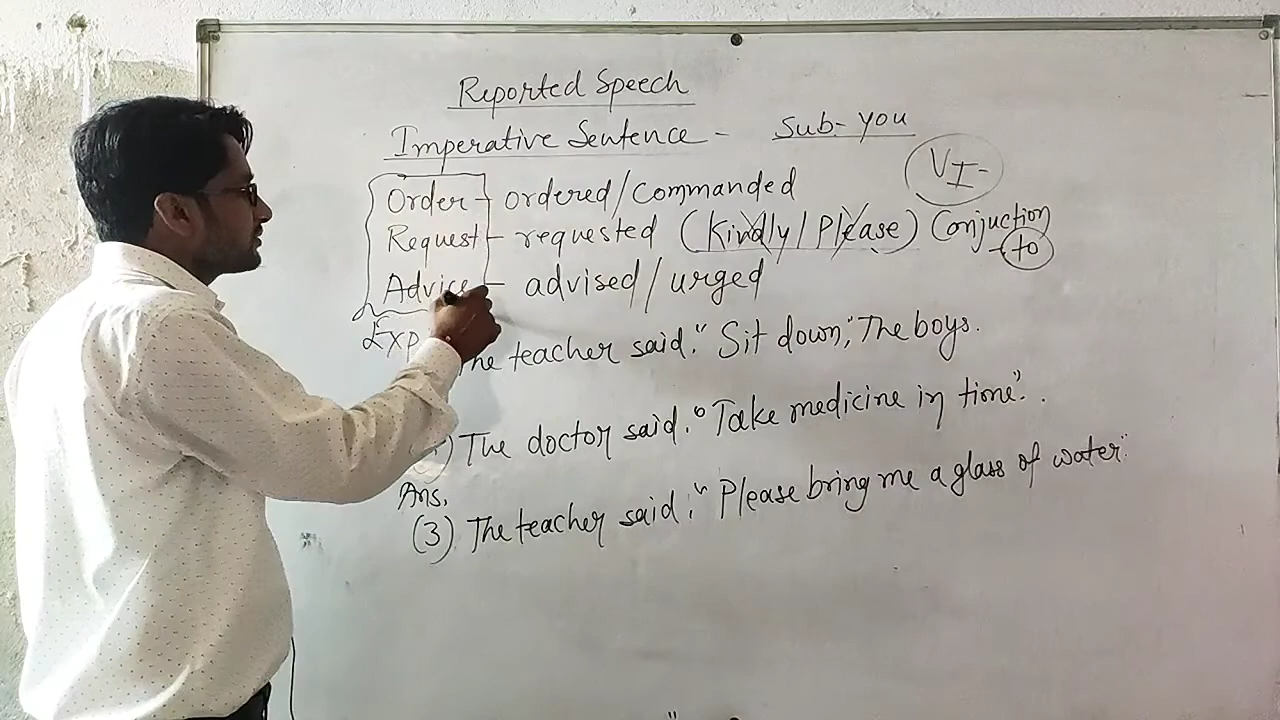 Reported Speech
Imperative Sentence - Sub- you
Order - ordered/commanded VI-
Request - requested (Kindly/Please) Conjuction
- to
Advice - advised/urged
Exp
The teacher said." Sit down," The boys.
) The doctor said. "Take medicine in time".
Ans.
(3) The teacher said: "Please bring me a glass of water."